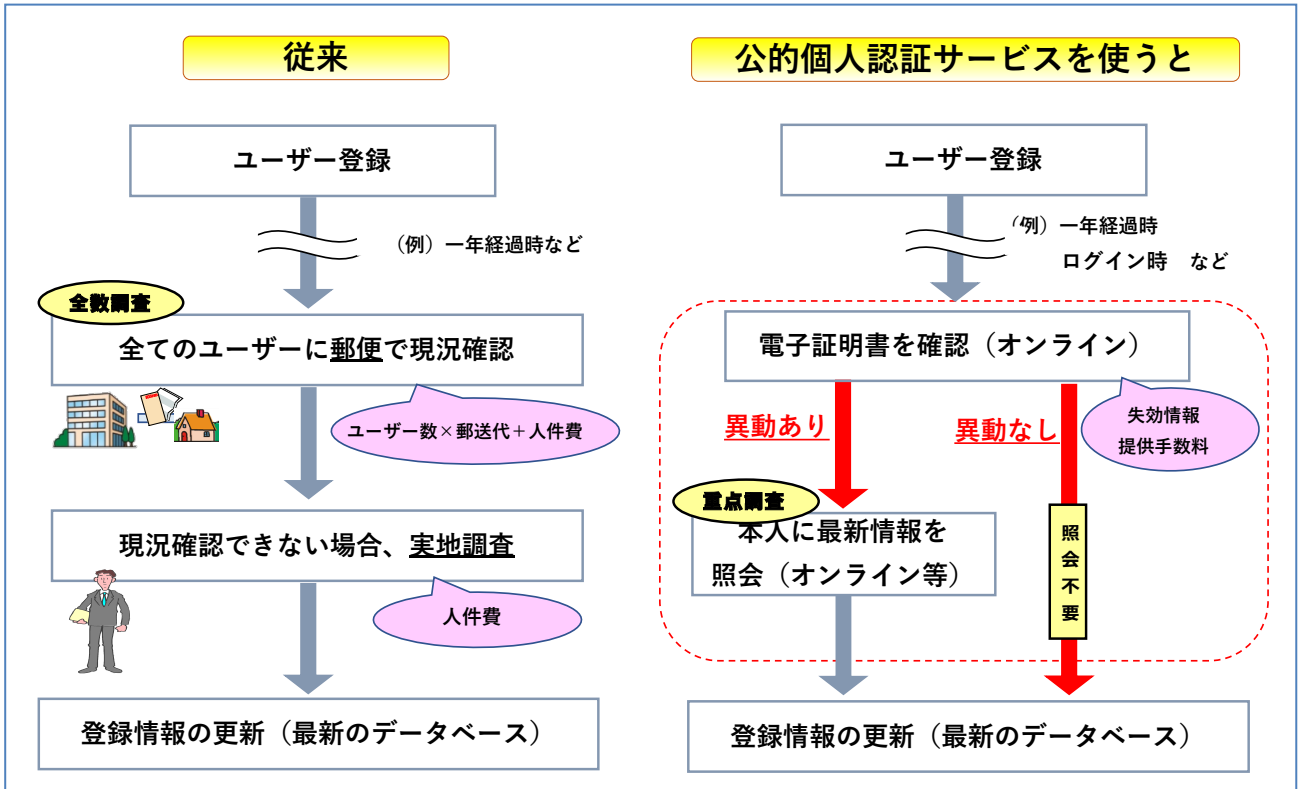 従来
ユーザー登録
（例）一年経過時など
全数調査
全てのユーザーに郵便で現況確認
ユーザー数×郵送代＋人件費
現況確認できない場合、実地調査
人件費
登録情報の更新（最新のデータベース）
公的個人認証サービスを使うと
ユーザー登録
（例）一年経過時
ログイン時　など
電子証明書を確認（オンライン）
失効情報
提供手数料
異動あり
異動なし
重点調査
本人に最新情報を
照会（オンライン等）
照会不要
登録情報の更新（最新のデータベース）